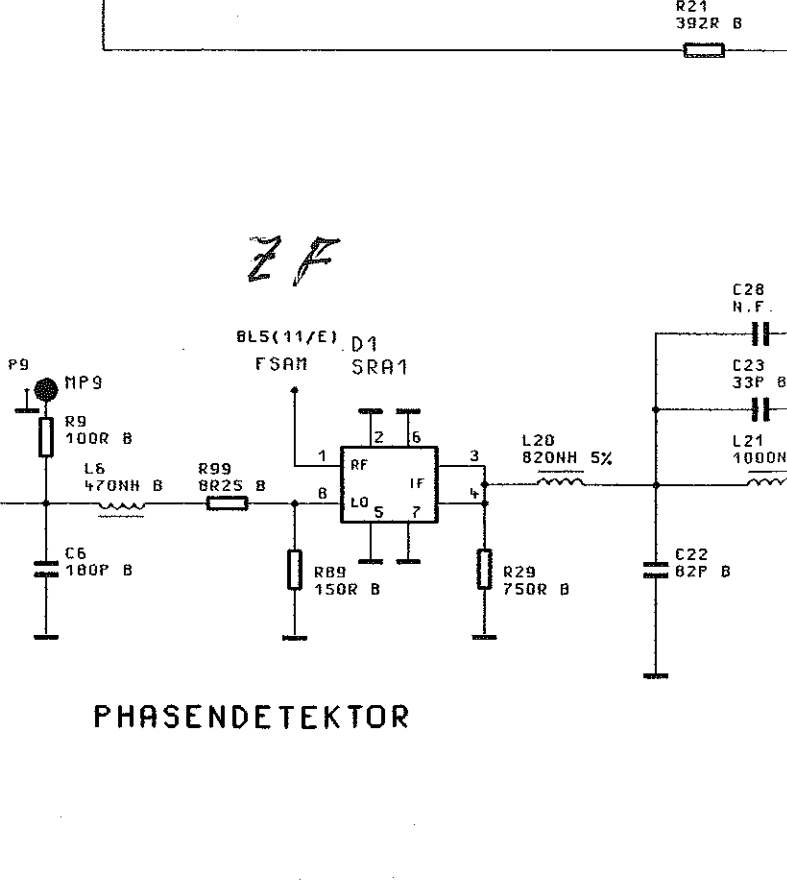 R21
392R B
ZF
C28
N.F.
BL5(11/E)
FSAM
D1
SRA1
P9
MP9
C23
33P B
R9
100R B
2
6
1
RF
3
L20
820NH 5%
L21
1000N
L6
470NH B
R99
8R25 B
IF
8
LO
4
5
7
C6
180P B
R89
150R B
R29
750R B
C22
82P B
PHASENDETEKTOR